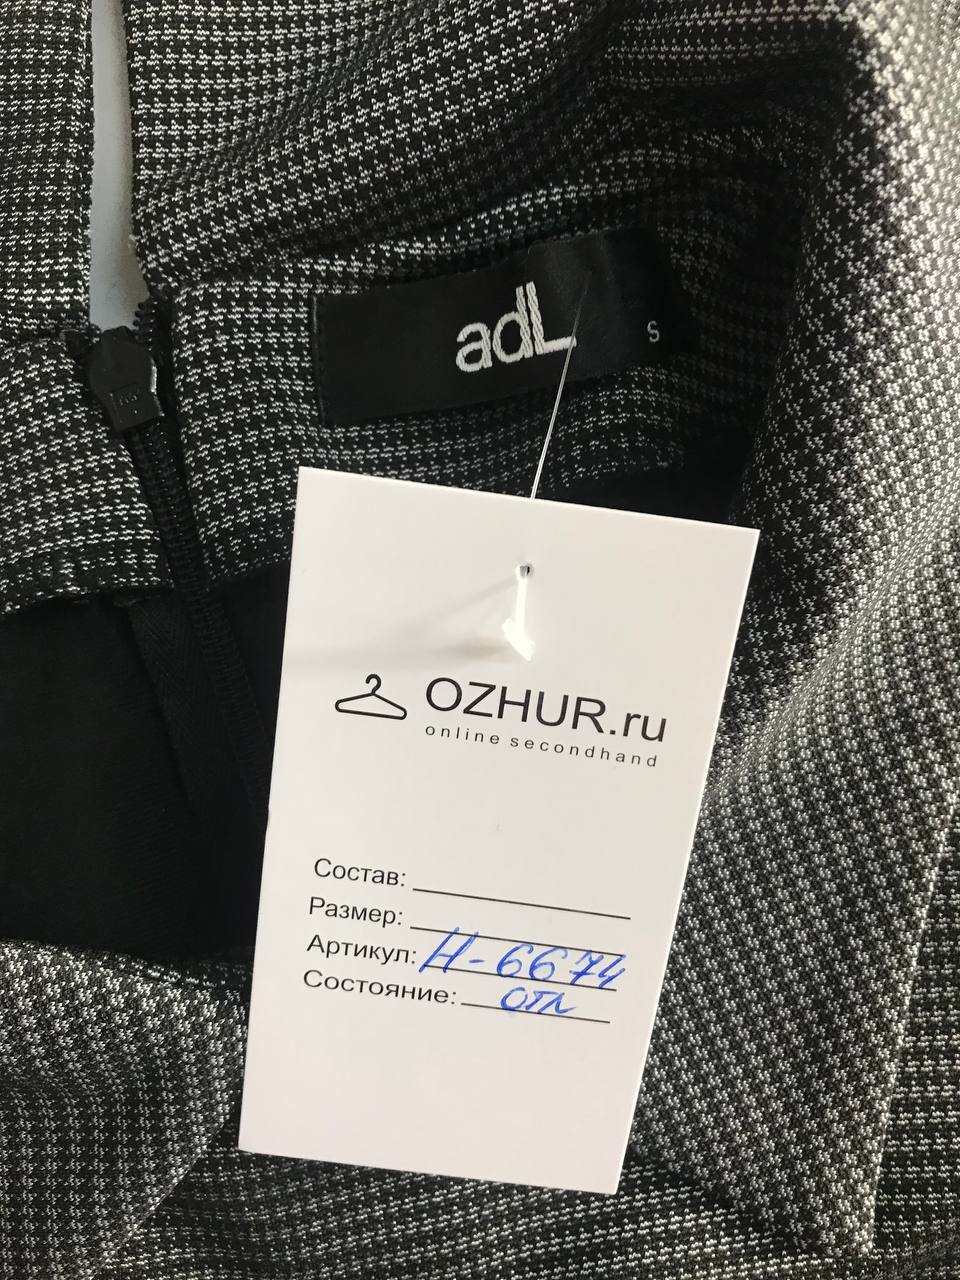 adL
S
OZHUR.ru
online secondhand
Состав:
Размер:
Артикул: Н-6674
Состояние: отл